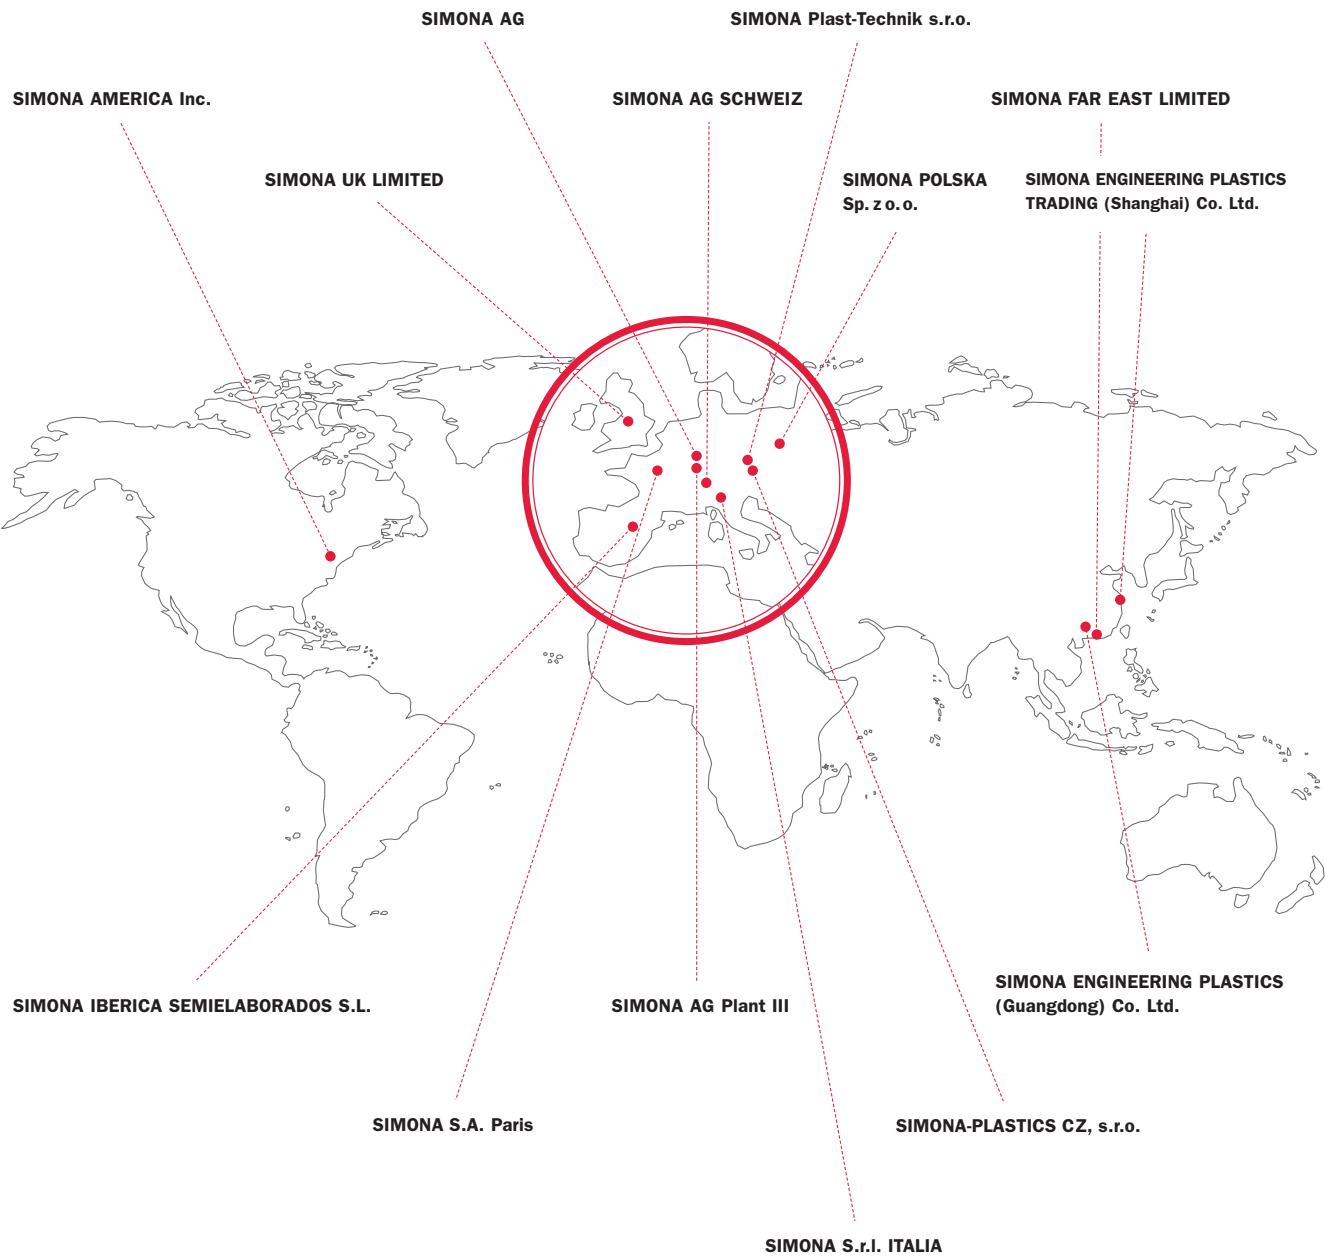 SIMONA AG
SIMONA Plast-Technik s.r.o.
SIMONA AMERICA Inc.
SIMONA AG SCHWEIZ
SIMONA FAR EAST LIMITED
SIMONA UK LIMITED
SIMONA POLSKA
Sp. z o. o.
SIMONA ENGINEERING PLASTICS
TRADING (Shanghai) Co. Ltd.
SIMONA ENGINEERING PLASTICS
(Guangdong) Co. Ltd.
SIMONA IBERICA SEMIELABORADOS S.L.
SIMONA AG Plant III
SIMONA S.A. Paris
SIMONA-PLASTICS CZ, s.r.o.
SIMONA S.r.l. ITALIA